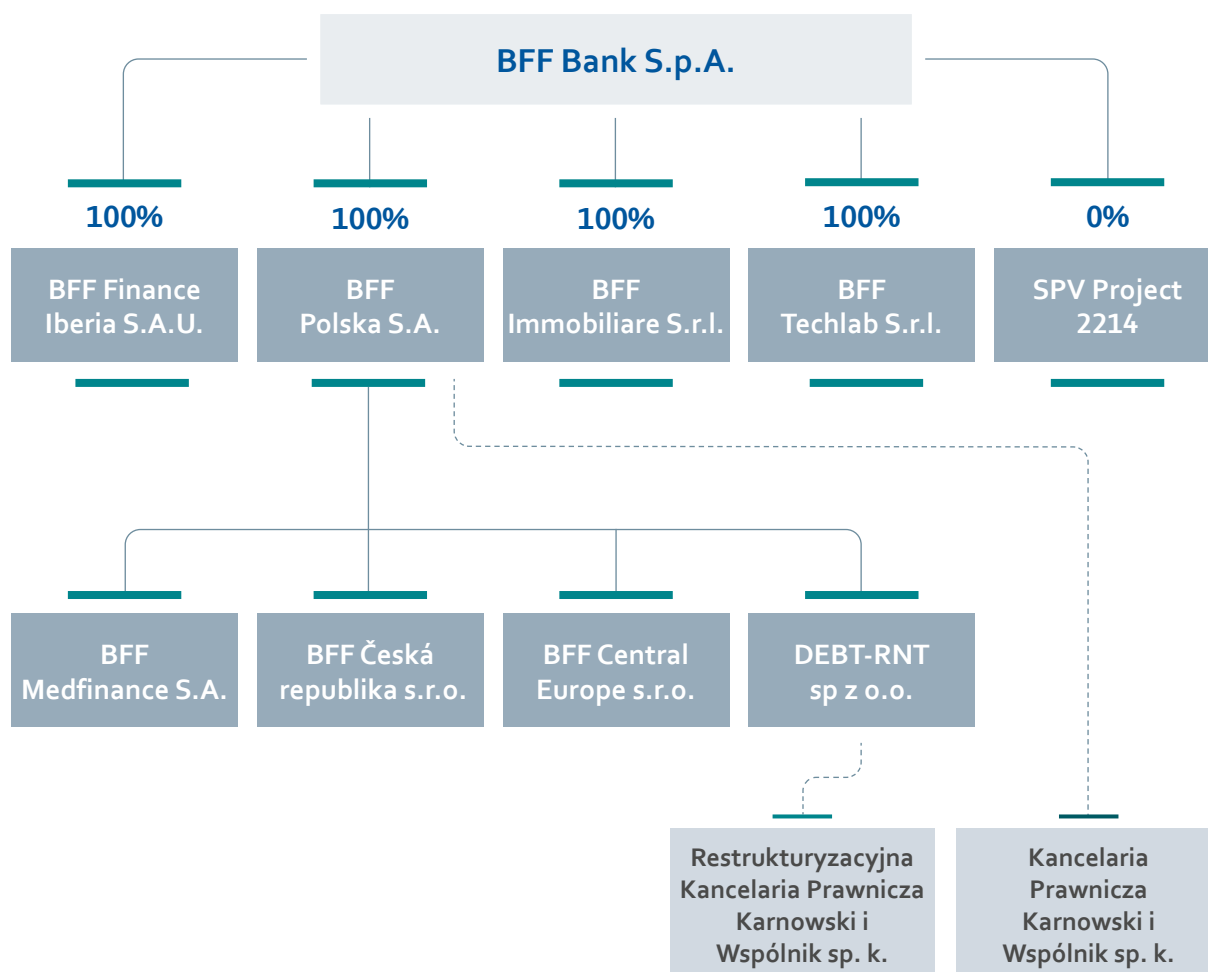 BFF Bank S.p.A.
100%
100%
100%
100%
0%
BFF Finance
Iberia S.A.U.
BFF
Polska S.A.
BFF
Immobiliare S.r.l.
BFF
Techlab S.r.l.
SPV Project
2214
BFF
Medfinance S.A.
BFF Česká
republika s.r.o.
BFF Central
Europe s.r.o.
DEBT-RNT
sp z o.o.
Restrukturyzacyjna
Kancelaria Prawnicza
Karnowski i
Wspólnik sp. k.
Kancelaria
Prawnicza
Karnowski i
Wspólnik sp. k.